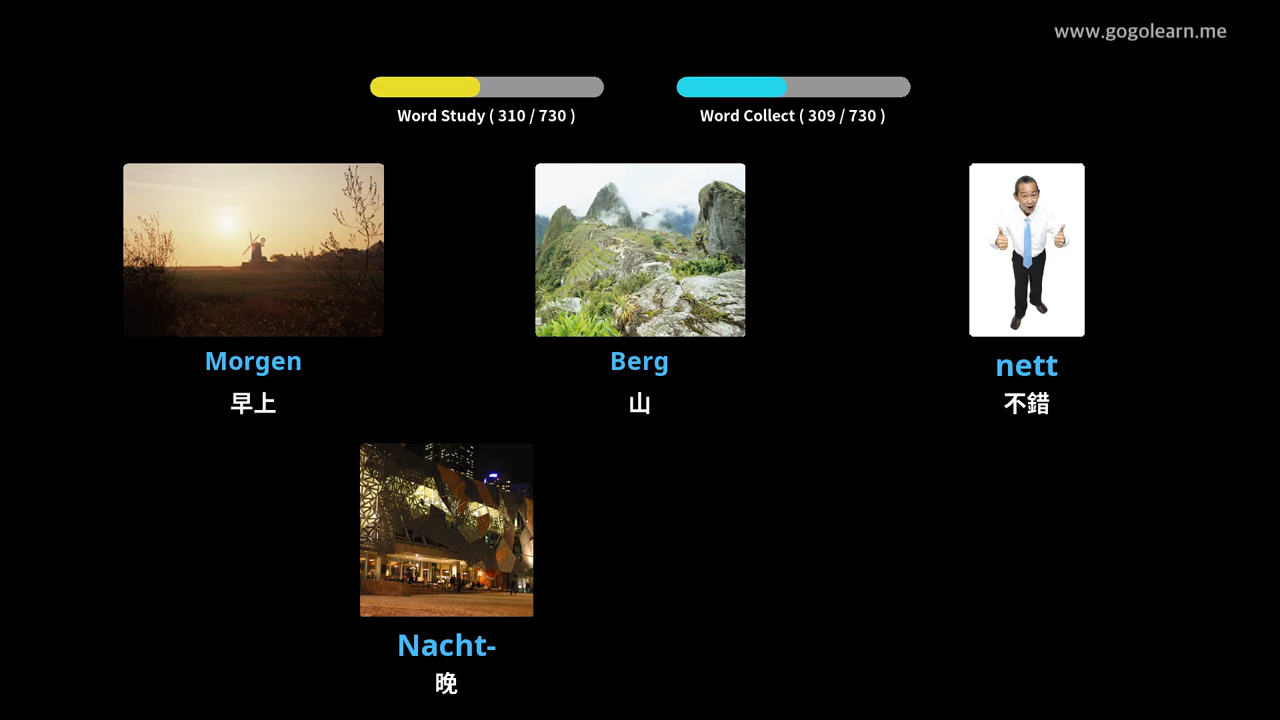 www.gogolearn.me
Word Study ( 310 / 730 )
Word Collect ( 309 / 730 )
Morgen
早上
Berg
山
nett
不錯
Nacht-
晚